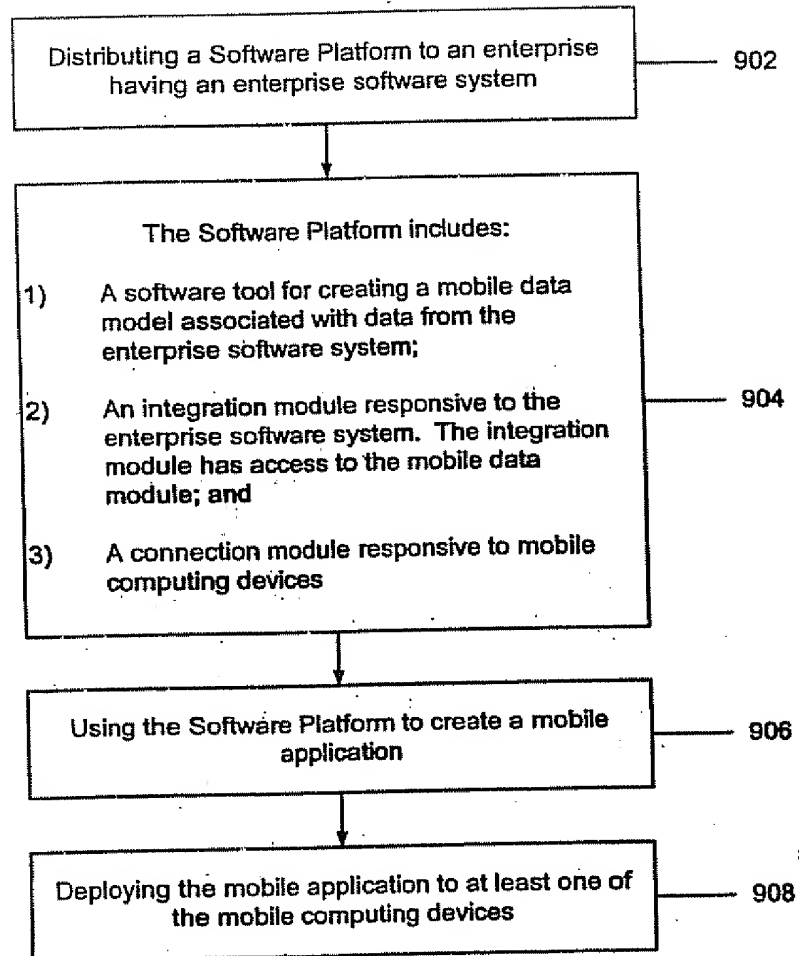 Distributing a Software Platform to an enterprise
having an enterprise software system
902
The Software Platform includes:
1) A software tool for creating a mobile data
model associated with data from the
enterprise software system;
2) An integration module responsive to the
enterprise software system. The integration
module has access to the mobile data
module; and
3) A connection module responsive to mobile
computing devices
904
Using the Software Platform to create a mobile
application
906
Deploying the mobile application to at least one of
the mobile computing devices
908